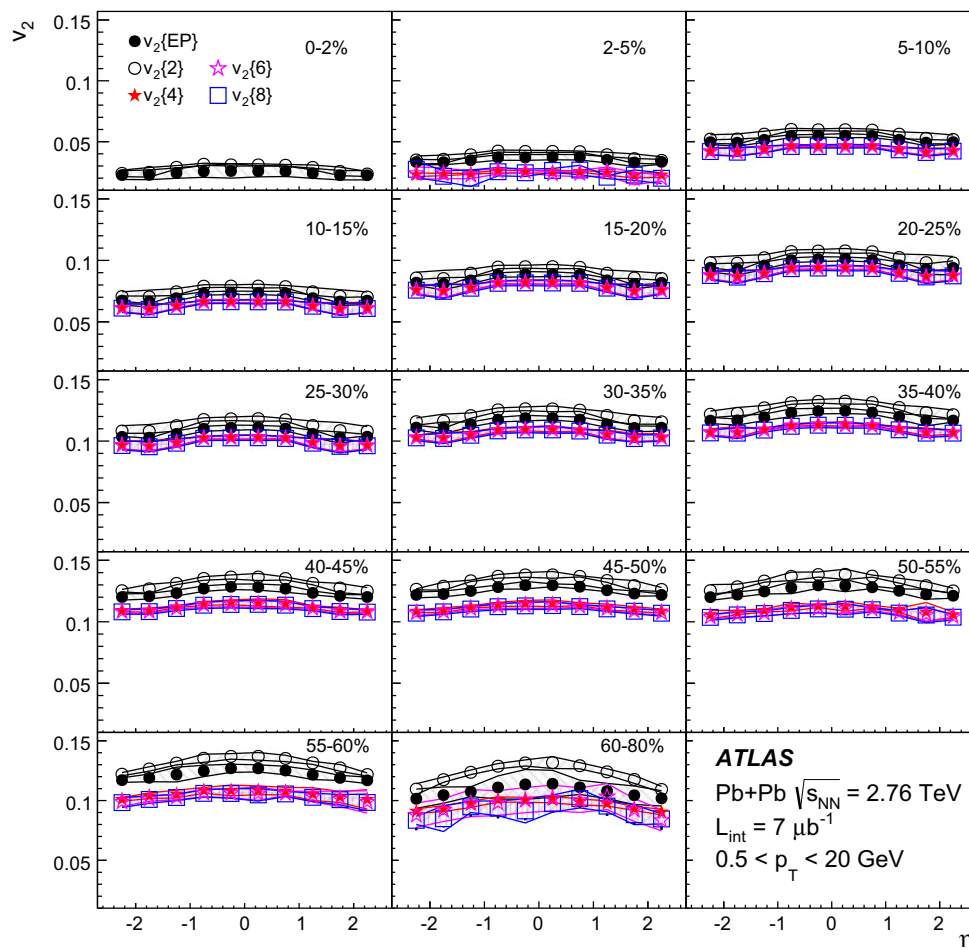 v2
0.15
0.1
0.05
v2{EP}
v2{2}
v2{6}
v2{4}
v2{8}
0-2%
2-5%
5-10%
0.15
0.1
0.05
10-15%
15-20%
20-25%
0.15
0.1
0.05
25-30%
30-35%
35-40%
0.15
0.1
0.05
40-45%
45-50%
50-55%
0.15
0.1
0.05
55-60%
60-80%
ATLAS
Pb+Pb √sNN = 2.76 TeV
Lint = 7 μb-1
0.5 < pT < 20 GeV
-2 -1 0 1 2
-2 -1 0 1 2
-2 -1 0 1 2